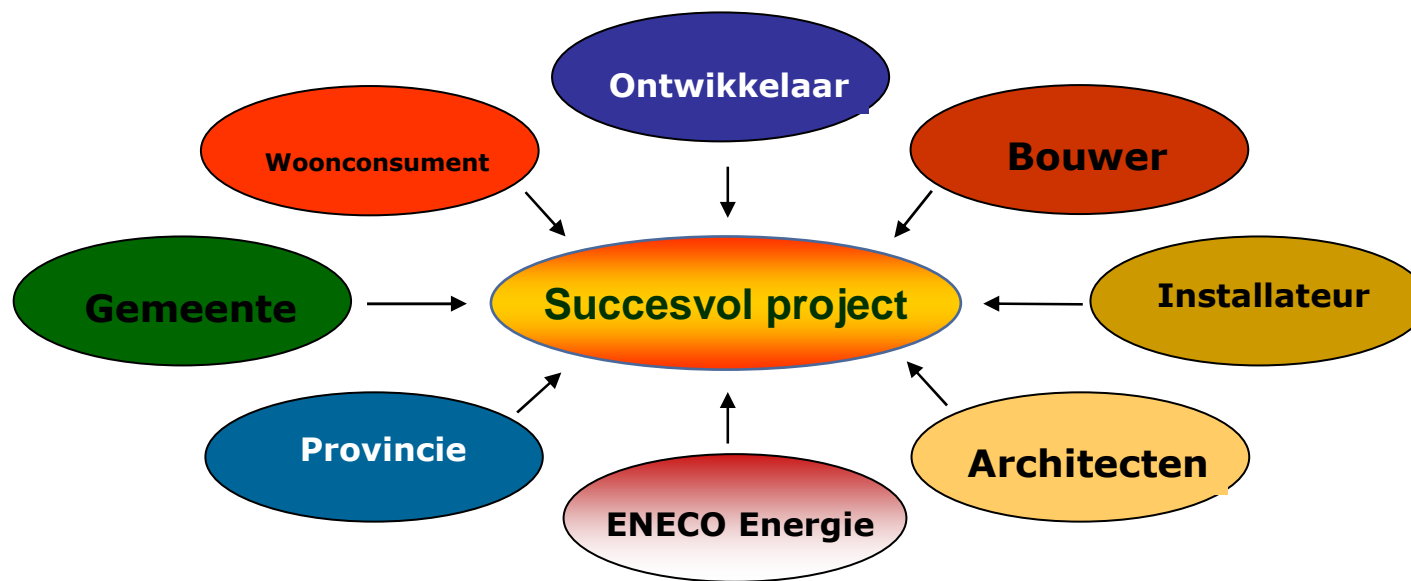 Ontwikkelaar
Woonconsument
Bouwer
Gemeente
Succesvol project
Installateur
Provincie
Architecten
ENECO Energie